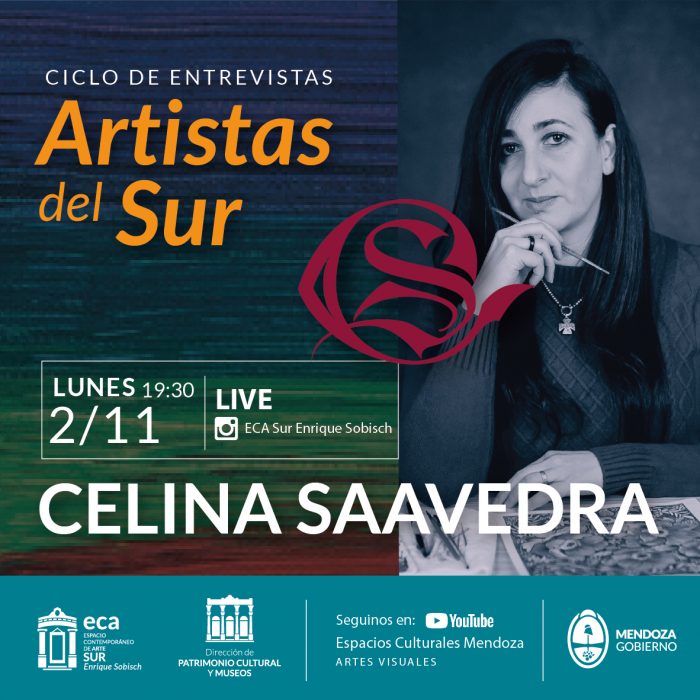 CICLO DE ENTREVISTAS
Artistas
del Sur
CS
LUNES 19:30
2/11
LIVE
ECA Sur Enrique Sobisch
CELINA SAAVEDRA
eca
ESPACIO
CONTEMPORÁNEO
DE ARTE
SUR
Enrique Sobisch
Dirección de
PATRIMONIO CULTURAL
Y MUSEOS
Seguinos en: YouTube
Espacios Culturales Mendoza
ARTES VISUALES
MENDOZA
GOBIERNO